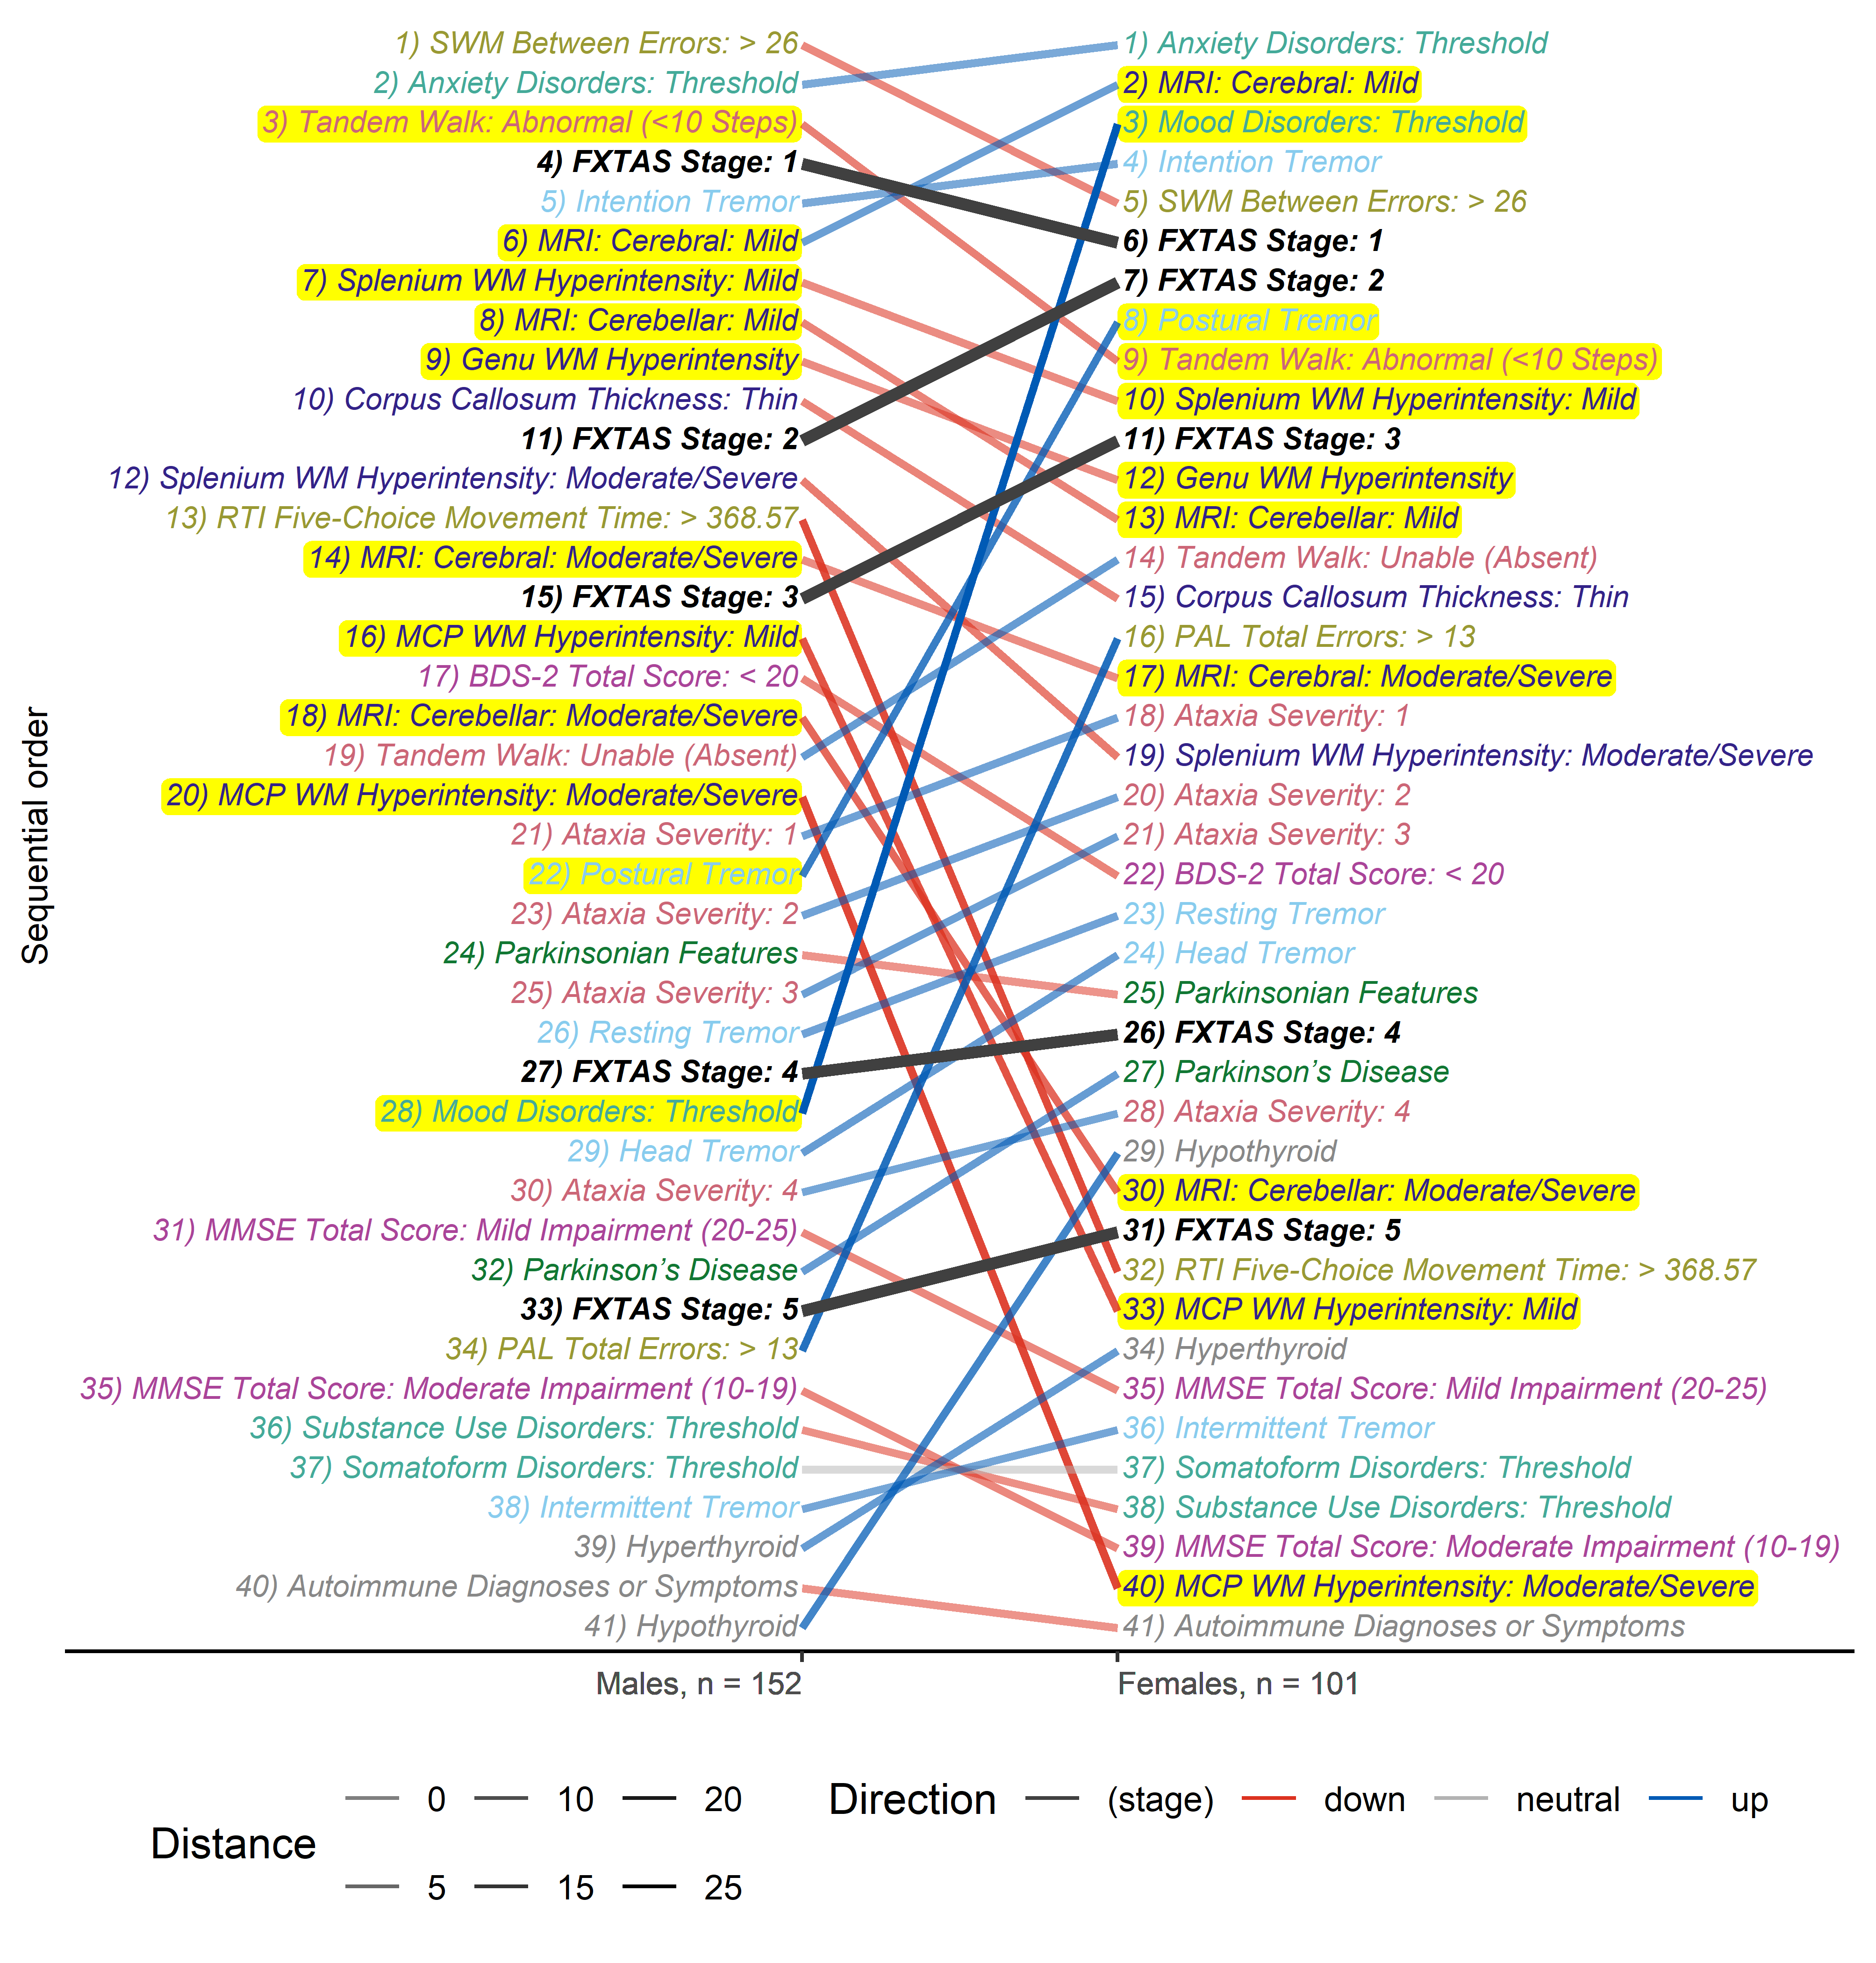 Sequential order
1) SWM Between Errors: > 26
2) Anxiety Disorders: Threshold
3) Tandem Walk: Abnormal (<10 Steps)
4) FXTAS Stage: 1
5) Intention Tremor
6) MRI: Cerebral: Mild
7) Splenium WM Hyperintensity: Mild
8) MRI: Cerebellar: Mild
9) Genu WM Hyperintensity
10) Corpus Callosum Thickness: Thin
11) FXTAS Stage: 2
12) Splenium WM Hyperintensity: Moderate/Severe
13) RTI Five-Choice Movement Time: > 368.57
14) MRI: Cerebral: Moderate/Severe
15) FXTAS Stage: 3
16) MCP WM Hyperintensity: Mild
17) BDS-2 Total Score: < 20
18) MRI: Cerebellar: Moderate/Severe
19) Tandem Walk: Unable (Absent)
20) MCP WM Hyperintensity: Moderate/Severe
21) Ataxia Severity: 1
22) Postural Tremor
23) Ataxia Severity: 2
24) Parkinsonian Features
25) Ataxia Severity: 3
26) Resting Tremor
27) FXTAS Stage: 4
28) Mood Disorders: Threshold
29) Head Tremor
30) Ataxia Severity: 4
31) MMSE Total Score: Mild Impairment (20-25)
32) Parkinson’s Disease
33) FXTAS Stage: 5
34) PAL Total Errors: > 13
35) MMSE Total Score: Moderate Impairment (10-19)
36) Substance Use Disorders: Threshold
37) Somatoform Disorders: Threshold
38) Intermittent Tremor
39) Hyperthyroid
40) Autoimmune Diagnoses or Symptoms
41) Hypothyroid
1) Anxiety Disorders: Threshold
2) MRI: Cerebral: Mild
3) Mood Disorders: Threshold
4) Intention Tremor
5) SWM Between Errors: > 26
6) FXTAS Stage: 1
7) FXTAS Stage: 2
8) Postural Tremor
9) Tandem Walk: Abnormal (<10 Steps)
10) Splenium WM Hyperintensity: Mild
11) FXTAS Stage: 3
12) Genu WM Hyperintensity
13) MRI: Cerebellar: Mild
14) Tandem Walk: Unable (Absent)
15) Corpus Callosum Thickness: Thin
16) PAL Total Errors: > 13
17) MRI: Cerebral: Moderate/Severe
18) Ataxia Severity: 1
19) Splenium WM Hyperintensity: Moderate/Severe
20) Ataxia Severity: 2
21) Ataxia Severity: 3
22) BDS-2 Total Score: < 20
23) Resting Tremor
24) Head Tremor
25) Parkinsonian Features
26) FXTAS Stage: 4
27) Parkinson’s Disease
28) Ataxia Severity: 4
29) Hypothyroid
30) MRI: Cerebellar: Moderate/Severe
31) FXTAS Stage: 5
32) RTI Five-Choice Movement Time: > 368.57
33) MCP WM Hyperintensity: Mild
34) Hyperthyroid
35) MMSE Total Score: Mild Impairment (20-25)
36) Intermittent Tremor
37) Somatoform Disorders: Threshold
38) Substance Use Disorders: Threshold
39) MMSE Total Score: Moderate Impairment (10-19)
40) MCP WM Hyperintensity: Moderate/Severe
41) Autoimmune Diagnoses or Symptoms
Males, n = 152
Females, n = 101
Distance
0 10 20
5 15 25
Direction (stage) down neutral up